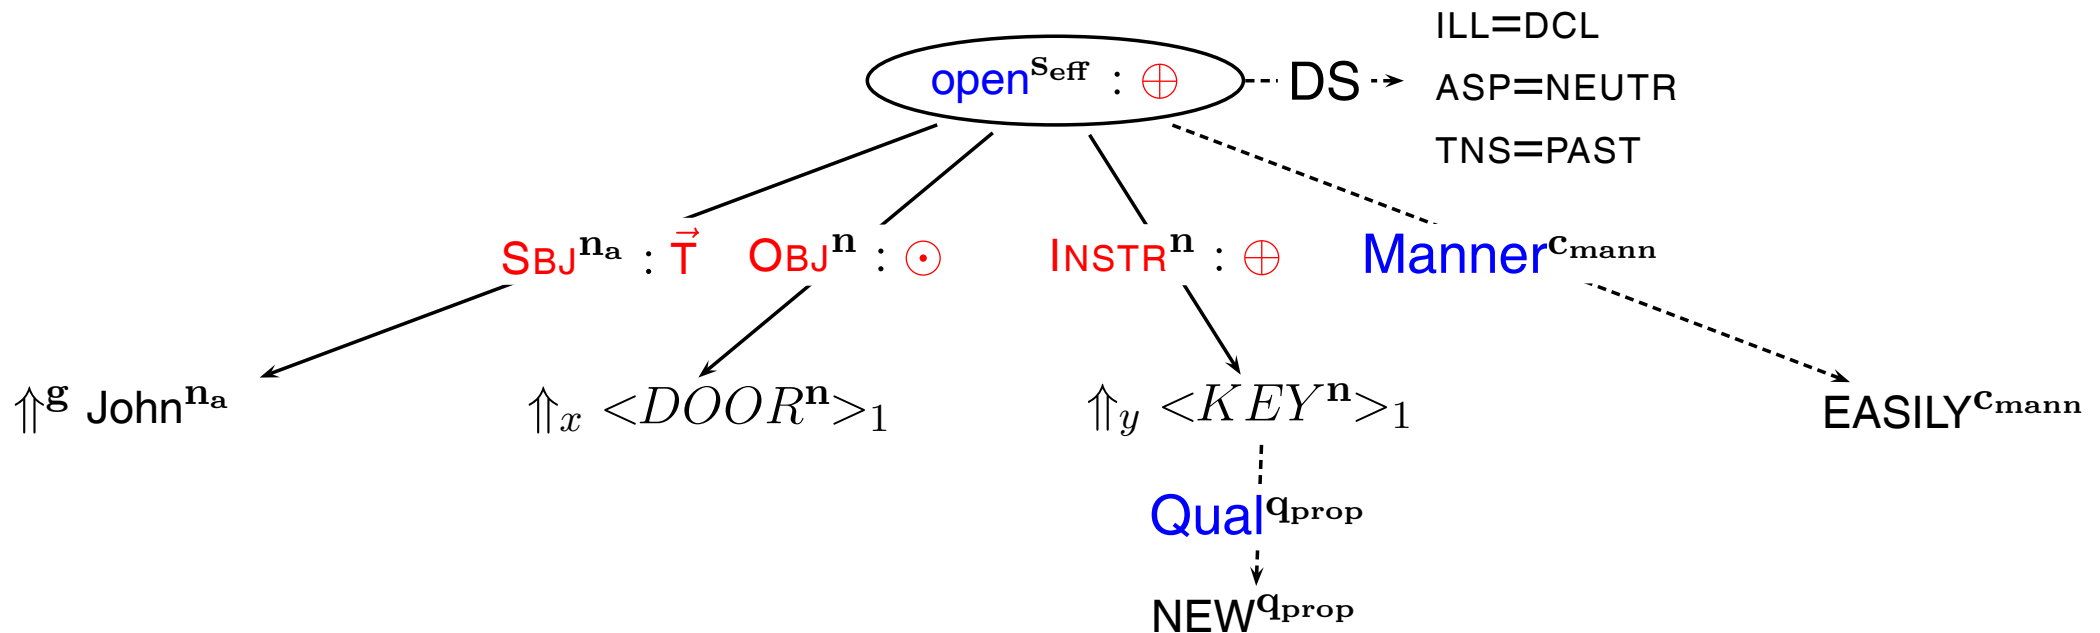 ILL=DCL
open^{s_eff} : ⊕ DS ASP=NEUTR
TNS=PAST
SBJ^{n_a} : T⃗ OBJ^n : ⊙ INSTR^n : ⊕ Manner^{c_mann}
⇑^g John^{n_a} ⇑_x <DOOR^n>_1 ⇑_y <KEY^n>_1 EASILY^{c_mann}
Qual^{q_prop}
NEW^{q_prop}